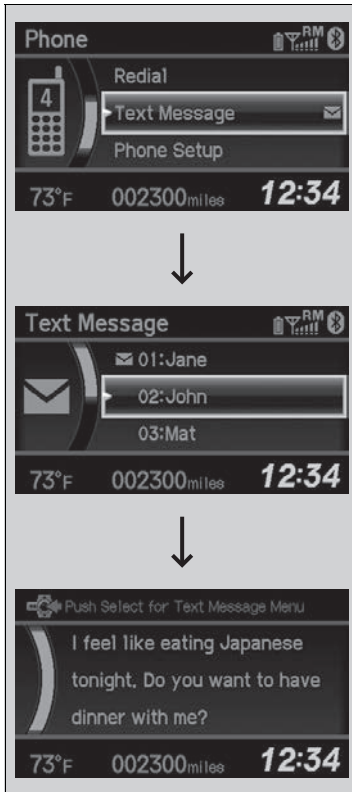 Phone
RM
4
Redial
Text Message
Phone Setup
73°F 002300miles 12:34
Text Message
RM
01:Jane
02:John
03:Mat
73°F 002300miles 12:34
Push Select for Text Message Menu
I feel like eating Japanese
tonight. Do you want to have
dinner with me?
73°F 002300miles 12:34